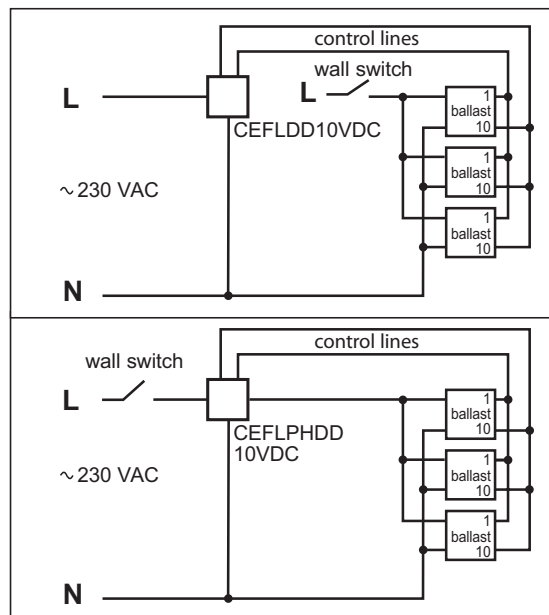 control lines
wall switch
L
L
CEFLDD10VDC
1
ballast
10
1
ballast
10
1
ballast
10
~ 230 VAC
N
control lines
wall switch
L
CEFLPHDD
10VDC
1
ballast
10
1
ballast
10
1
ballast
10
~ 230 VAC
N